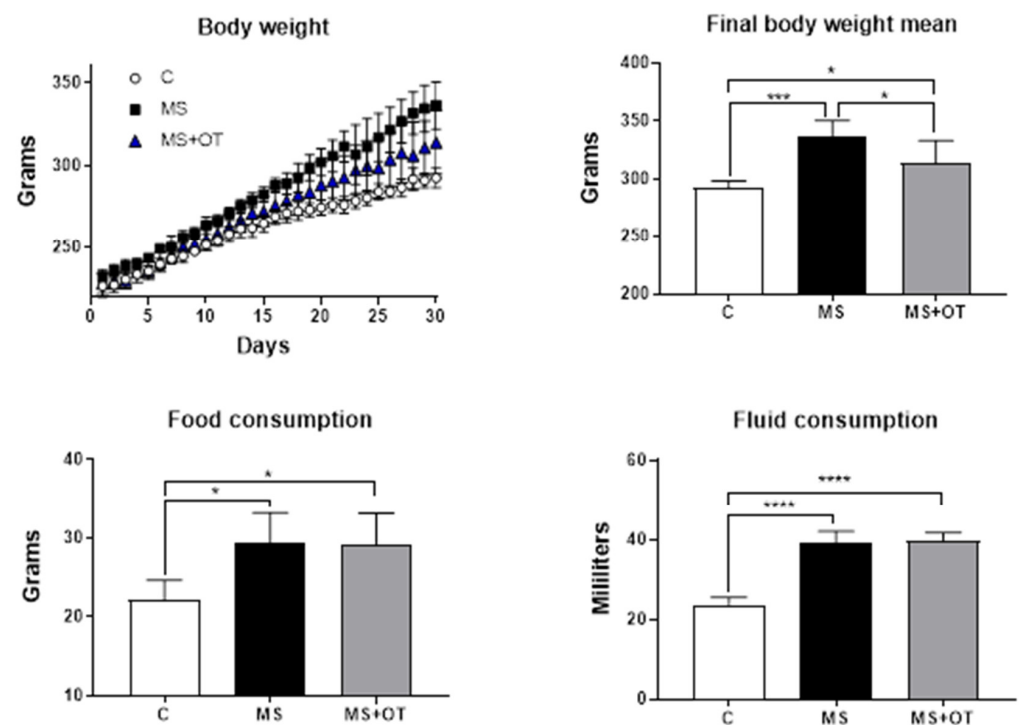 Body weight
Grams
350
300
250
C
MS
MS+OT
0 5 10 15 20 25 30
Days
Final body weight mean
Grams
400
350
300
250
200
*
***
*
C MS MS+OT
Food consumption
Grams
40
30
20
10
*
*
C MS MS+OT
Fluid consumption
Mililiters
60
40
20
0
****
****
C MS MS+OT